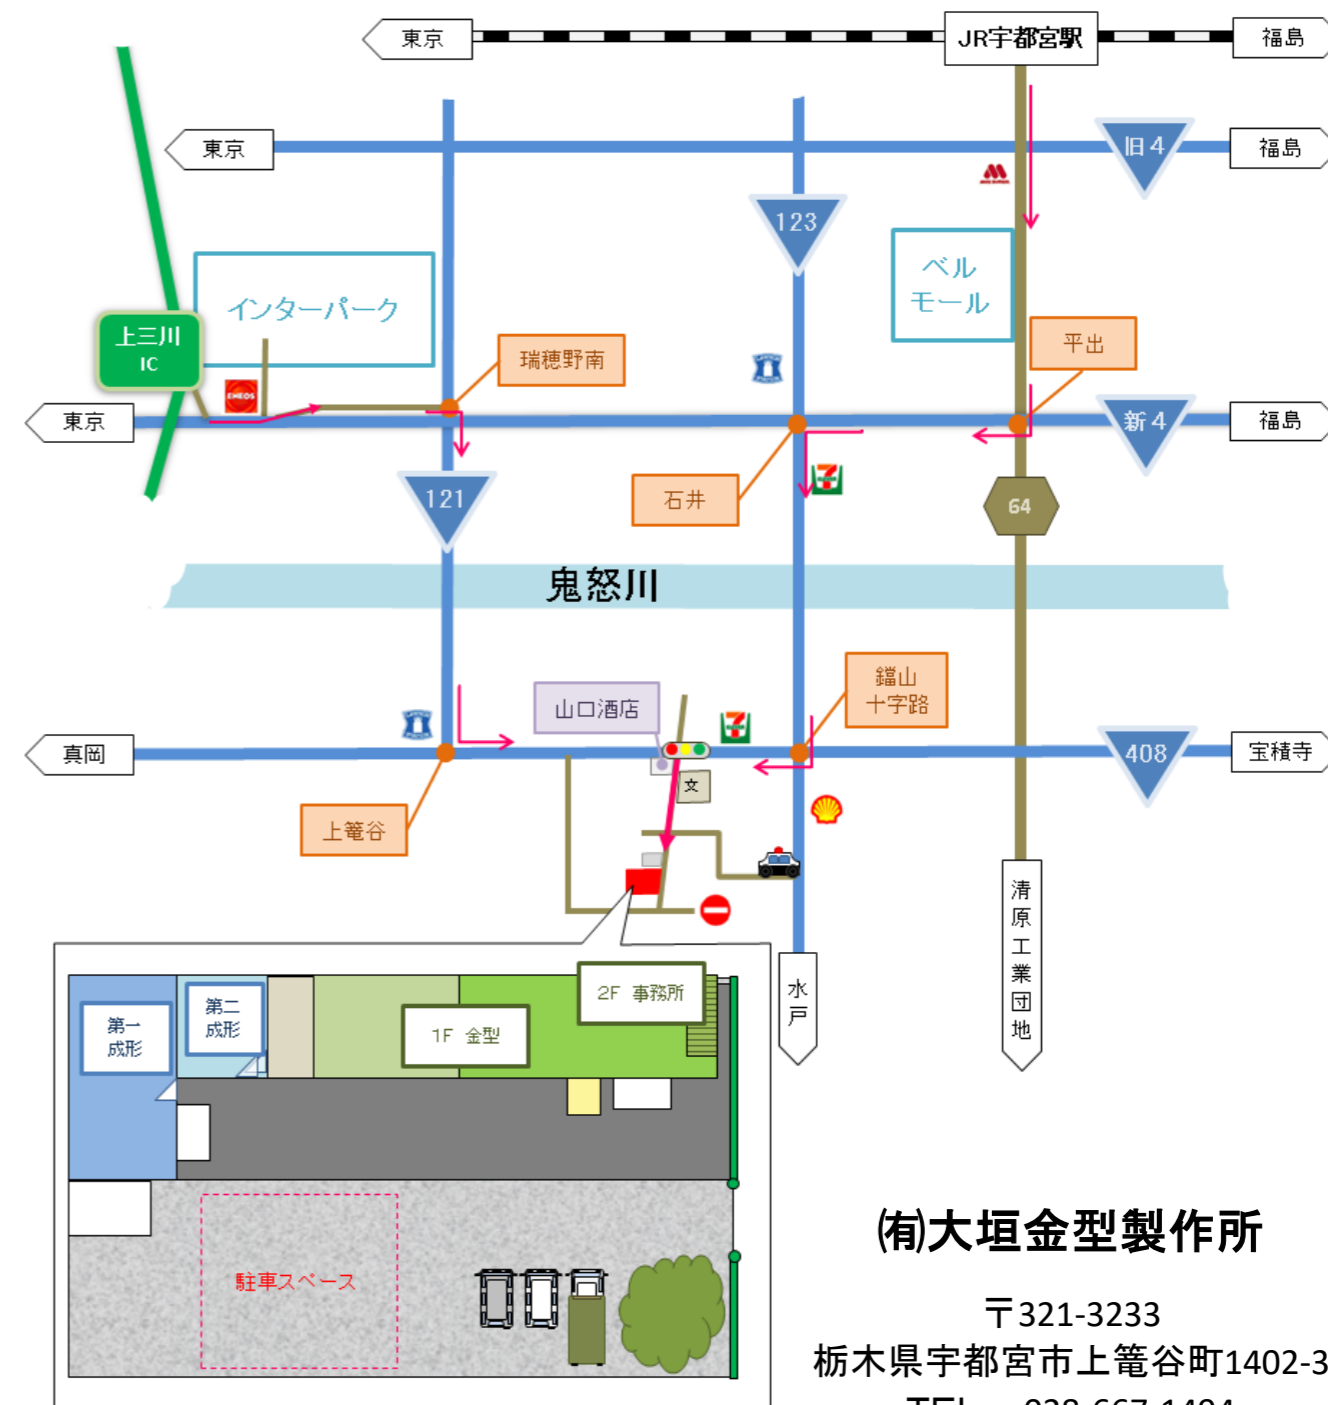 東京
JR宇都宮駅
福島
東京
旧4
福島
123
ベル
モール
インターパーク
上三川
IC
瑞穂野南
平出
ENEOS
東京
新4
福島
121
石井
64
鬼怒川
鐺山
十字路
山口酒店
真岡
408
宝積寺
文
上篭谷
清原工業団地
水戸
2F 事務所
第一
成形
第二
成形
1F 金型
駐車スペース
㈲大垣金型製作所
〒321-3233
栃木県宇都宮市上篭谷町1402-3